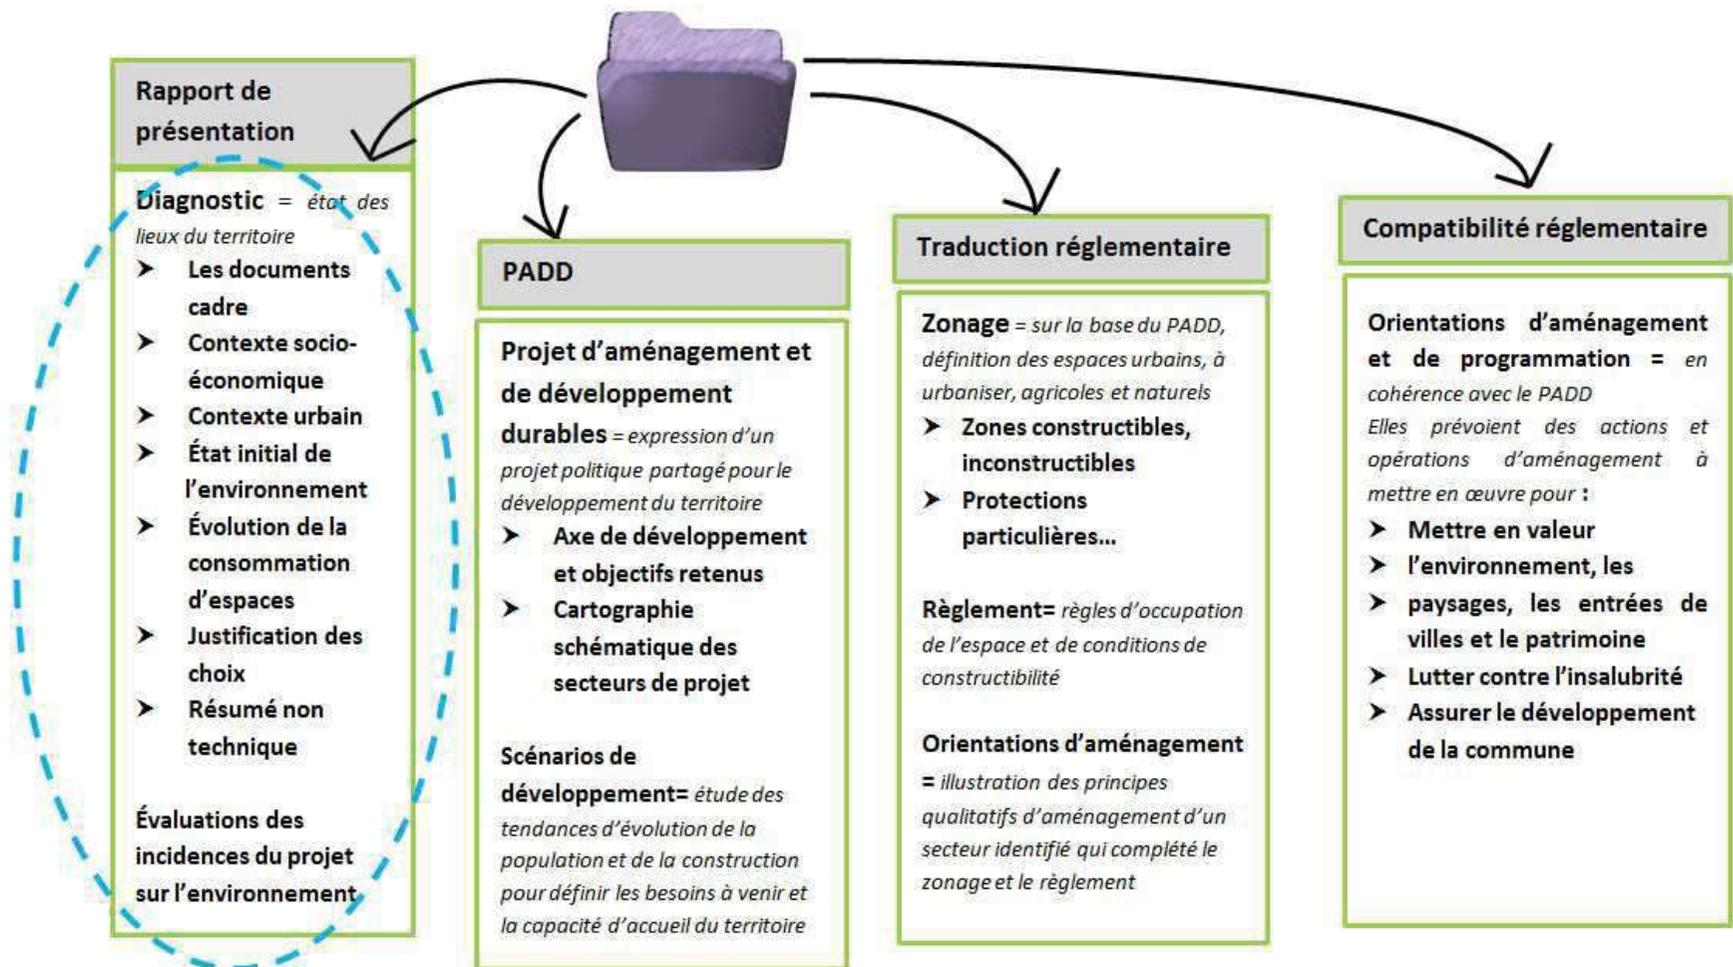 Rapport de
présentation
Diagnostic = état des
lieux du territoire
➤ Les documents
cadre
➤ Contexte socio-
économique
➤ Contexte urbain
➤ État initial de
l’environnement
➤ Évolution de la
consommation
d’espaces
➤ Justification des
choix
➤ Résumé non
technique
Évaluations des
incidences du projet
sur l’environnement
PADD
Projet d’aménagement et
de développement
durables = expression d’un
projet politique partagé pour le
développement du territoire
➤ Axe de développement
et objectifs retenus
➤ Cartographie
schématique des
secteurs de projet
Scénarios de
développement= étude des
tendances d’évolution de la
population et de la construction
pour définir les besoins à venir et
la capacité d’accueil du territoire
Traduction réglementaire
Zonage = sur la base du PADD,
définition des espaces urbains, à
urbaniser, agricoles et naturels
➤ Zones constructibles,
inconstructibles
➤ Protections
particulières...
Règlement= règles d’occupation
de l’espace et de conditions de
constructibilité
Orientations d’aménagement
= illustration des principes
qualitatifs d’aménagement d’un
secteur identifié qui complété le
zonage et le règlement
Compatibilité réglementaire
Orientations d’aménagement
et de programmation = en
cohérence avec le PADD
Elles prévoient des actions et
opérations d’aménagement à
mettre en œuvre pour :
➤ Mettre en valeur
➤ l’environnement, les
➤ paysages, les entrées de
villes et le patrimoine
➤ Lutter contre l’insalubrité
➤ Assurer le développement
de la commune